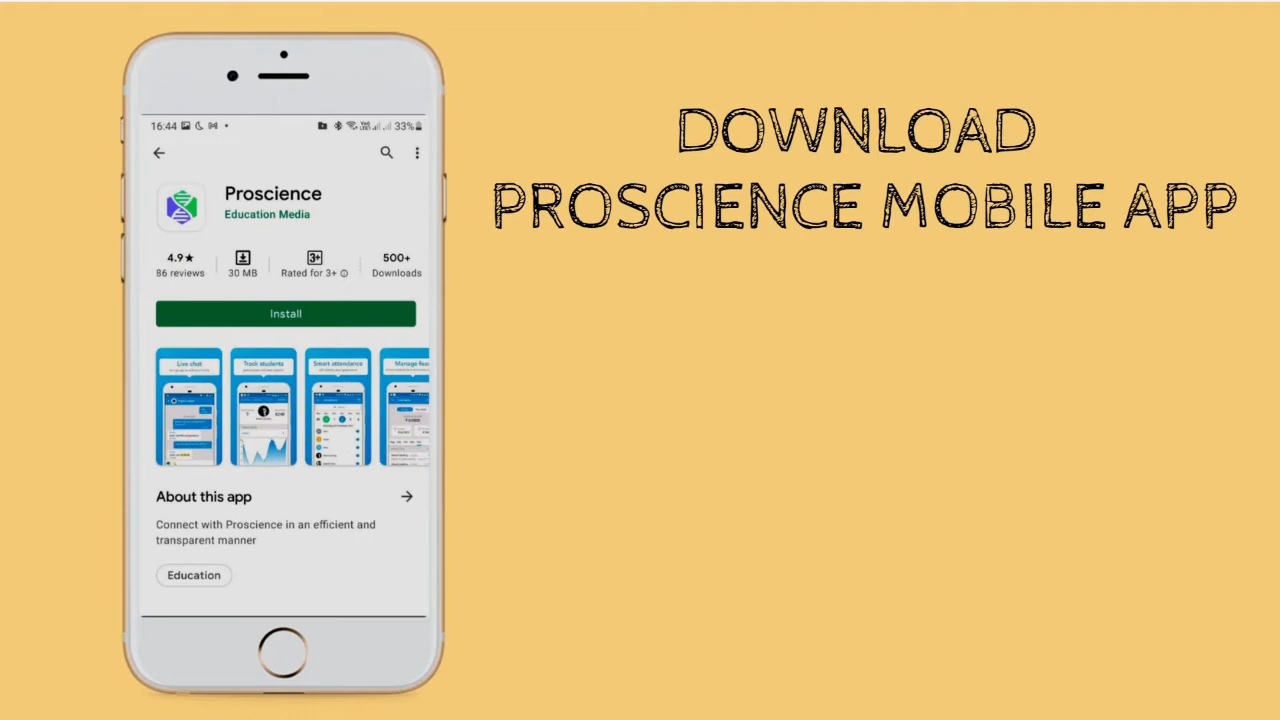 DOWNLOAD
PROSCIENCE MOBILE APP
16:44
33%
Proscience
Education Media
4.9★
86 reviews
30 MB
3+
Rated for 3+
500+
Downloads
Install
Live chat
Track students
Smart attendance
Manage fees
About this app
Connect with Proscience in an efficient and
transparent manner
Education